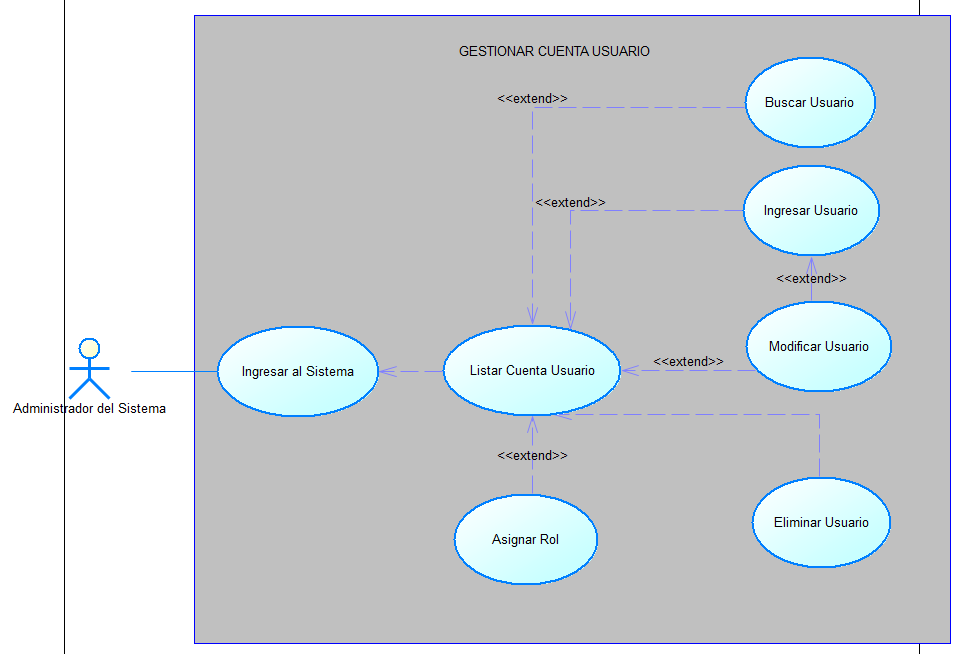 GESTIONAR CUENTA USUARIO
<<extend>>
Buscar Usuario
<<extend>>
Ingresar Usuario
<<extend>>
Modificar Usuario
<<extend>>
Ingresar al Sistema
Listar Cuenta Usuario
Administrador del Sistema
<<extend>>
Asignar Rol
Eliminar Usuario